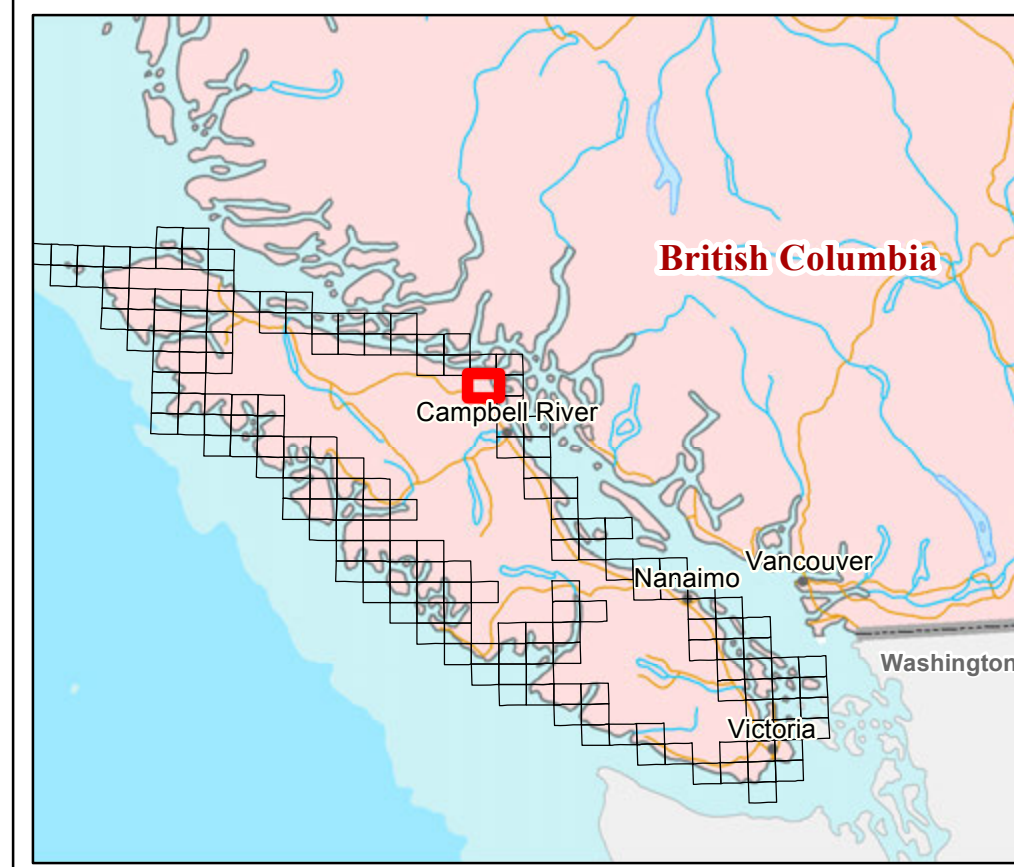 British Columbia
Campbell River
Vancouver
Nanaimo
Washington
Victoria